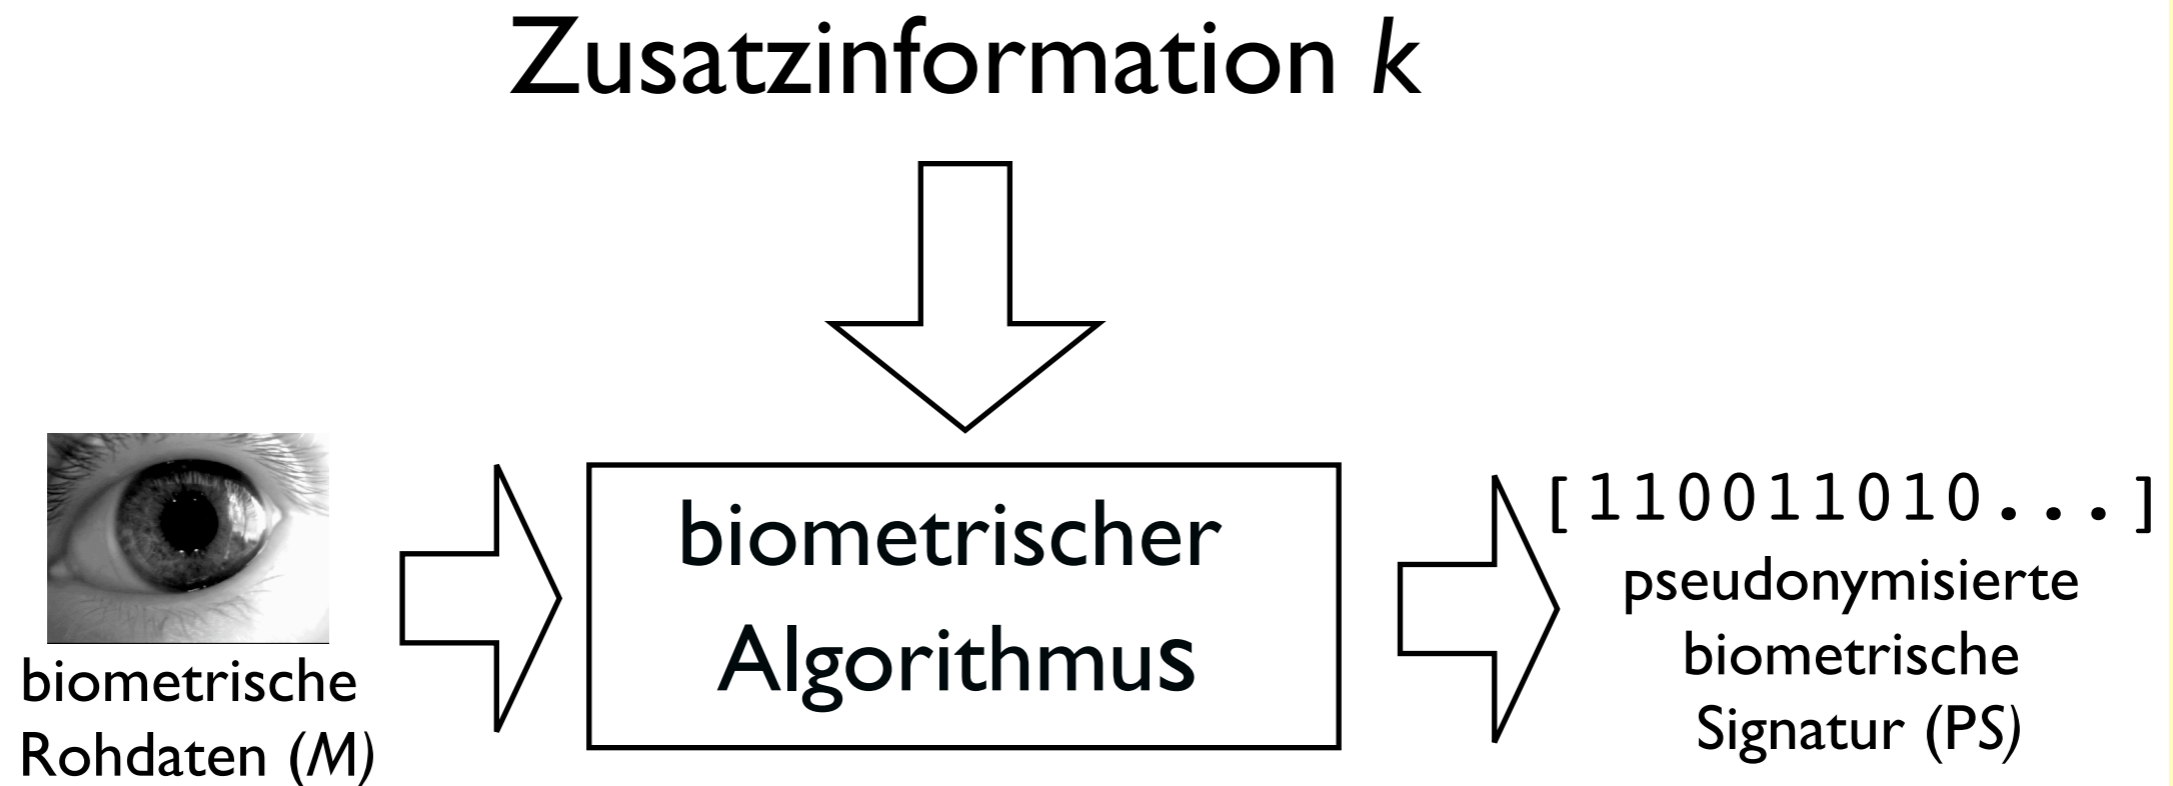 Zusatzinformation k
biometrische
Rohdaten (M)
biometrischer
Algorithmus
[110011010...]
pseudonymisierte
biometrische
Signatur (PS)